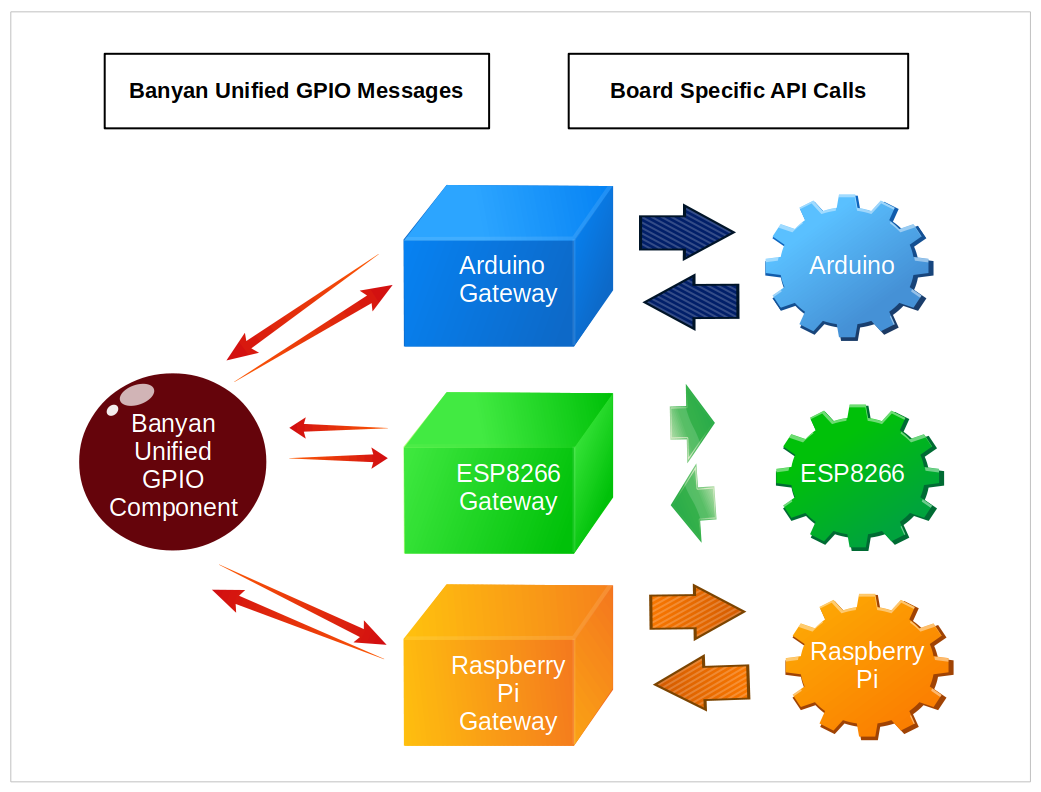 Banyan Unified GPIO Messages
Board Specific API Calls
Arduino
Gateway
Arduino
Banyan
Unified
GPIO
Component
ESP8266
Gateway
ESP8266
Raspberry
Pi
Gateway
Raspberry
Pi